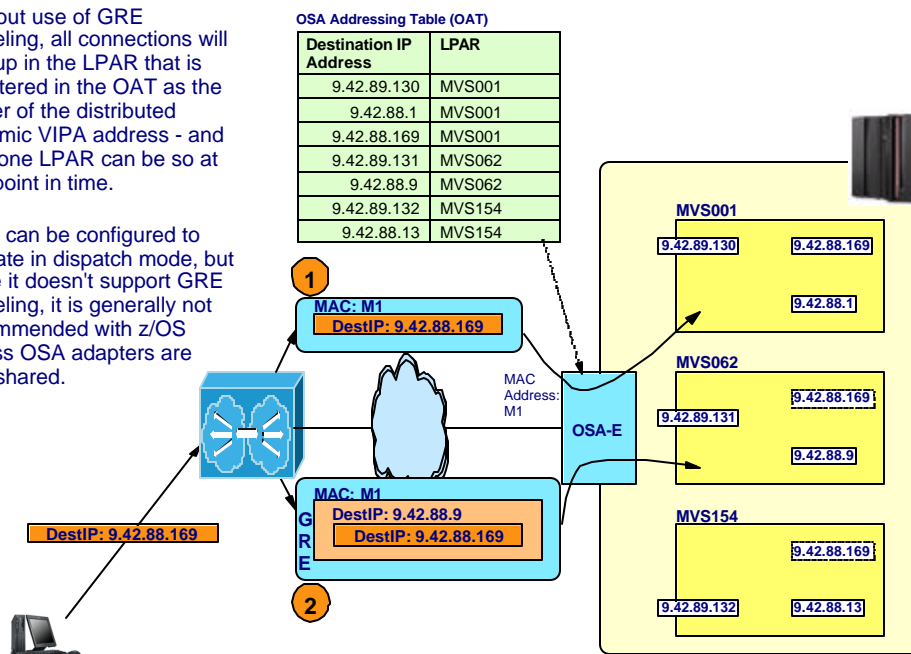 out use of GRE
eling, all connections will
up in the LPAR that is
tered in the OAT as the
er of the distributed
mic VIPA address - and
one LPAR can be so at
point in time.
can be configured to
ate in dispatch mode, but
e it doesn't support GRE
eling, it is generally not
mmended with z/OS
ss OSA adapters are
shared.
OSA Addressing Table (OAT)
Destination IP Address LPAR
9.42.89.130 MVS001
9.42.88.1 MVS001
9.42.88.169 MVS001
9.42.89.131 MVS062
9.42.88.9 MVS062
9.42.89.132 MVS154
9.42.88.13 MVS154
1
MAC: M1
DestIP: 9.42.88.169
MAC
Address:
M1
OSA-E
MAC: M1
GRE
DestIP: 9.42.88.9
DestIP: 9.42.88.169
2
DestIP: 9.42.88.169
MVS001
9.42.89.130
9.42.88.169
9.42.88.1
MVS062
9.42.88.169
9.42.89.131
9.42.88.9
MVS154
9.42.88.169
9.42.89.132
9.42.88.13